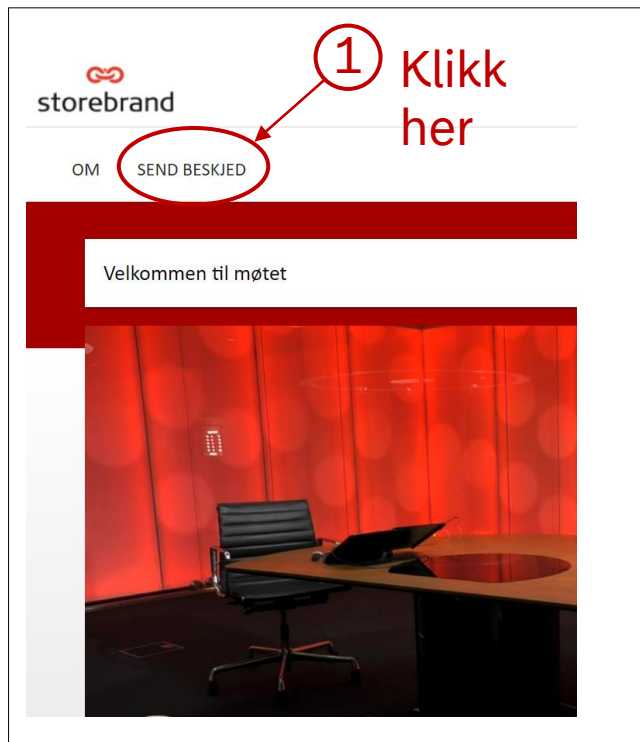 1
Klikk
her
storebrand
OM SEND BESKJED
Velkommen til møtet